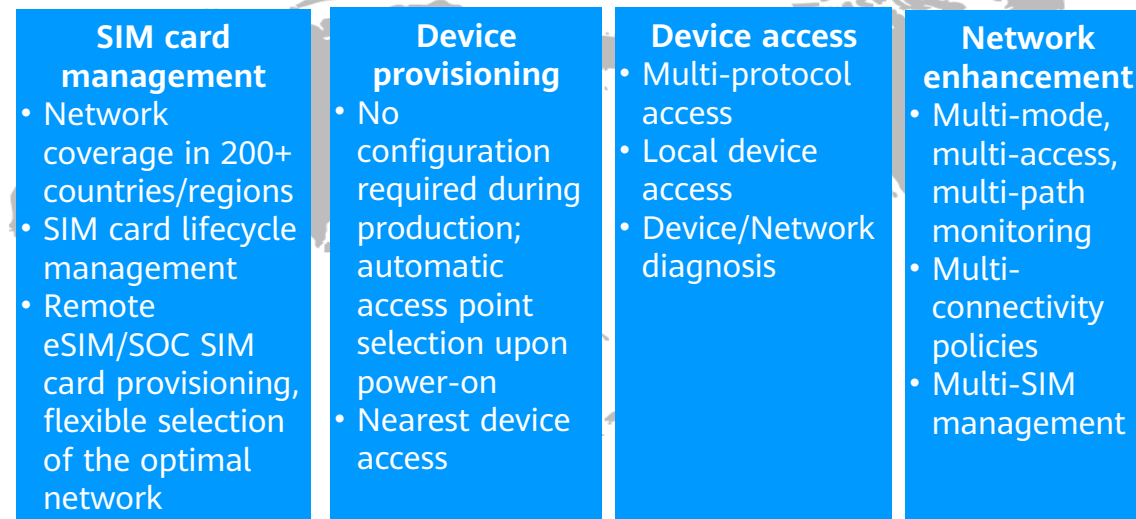 SIM card
management
• Network
coverage in 200+
countries/regions
• SIM card lifecycle
management
• Remote
eSIM/SOC SIM
card provisioning,
flexible selection
of the optimal
network
Device
provisioning
• No
configuration
required during
production;
automatic
access point
selection upon
power-on
• Nearest device
access
Device access
• Multi-protocol
access
• Local device
access
• Device/Network
diagnosis
Network
enhancement
• Multi-mode,
multi-access,
multi-path
monitoring
• Multi-
connectivity
policies
• Multi-SIM
management